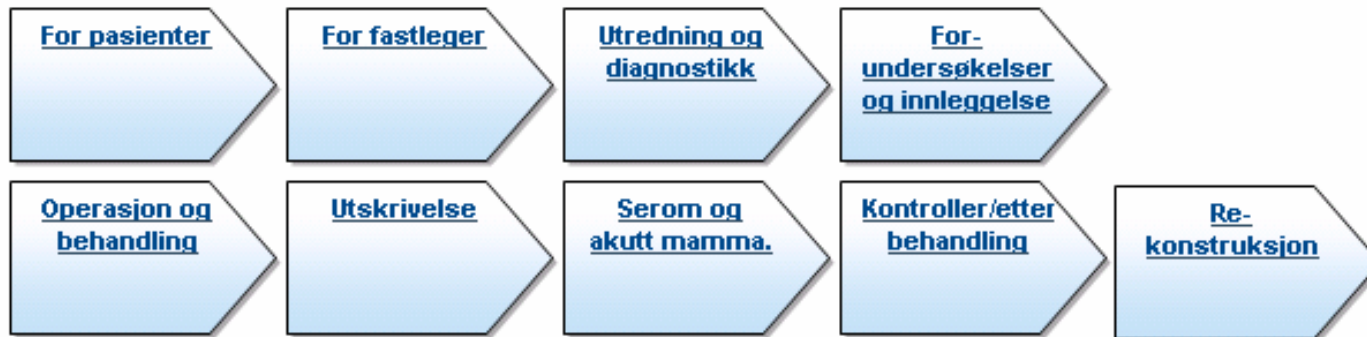 For pasienter
For fastleger
Utredning og
diagnostikk
For-
undersøkelser
og innleggelse
Operasjon og
behandling
Utskrivelse
Serom og
akutt mamma.
Kontroller/etter
behandling
Re-
konstruksjon